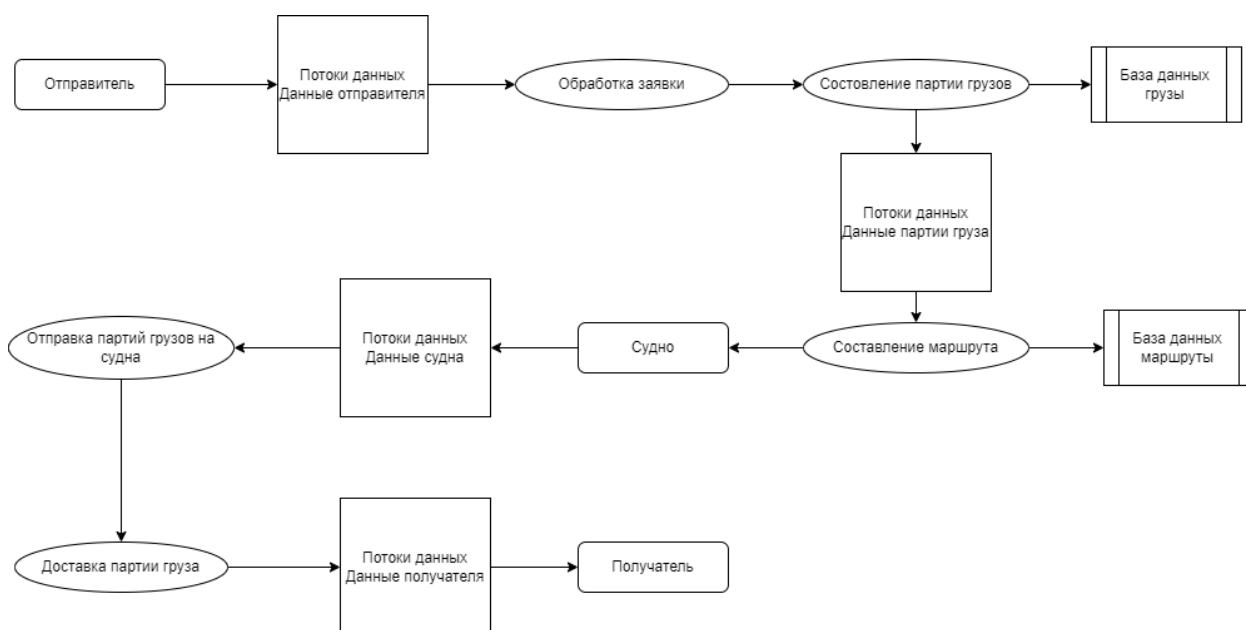 Отправитель
Потоки данных
Данные отправителя
Обработка заявки
Состовление партии грузов
База данных
грузы
Потоки данных
Данные партии груза
Отправка партий грузов на
судна
Потоки данных
Данные судна
Судно
Составление маршрута
База данных
маршруты
Доставка партии груза
Потоки данных
Данные получателя
Получатель